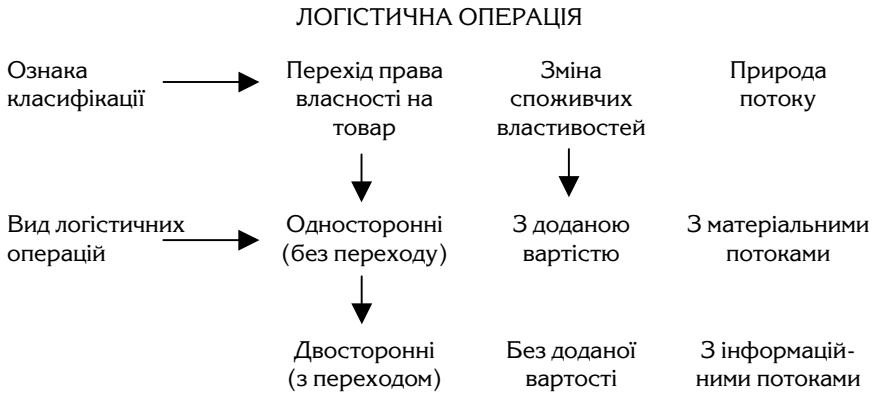 ЛОГІСТИЧНА ОПЕРАЦІЯ
Ознака
класифікації
Перехід права
власності на
товар
Зміна
споживчих
властивостей
Природа
потоку
Вид логістичних
операцій
Односторонні
(без переходу)
З доданою
вартістю
З матеріальними
потоками
Двосторонні
(з переходом)
Без доданої
вартості
З інформацій-
ними потоками